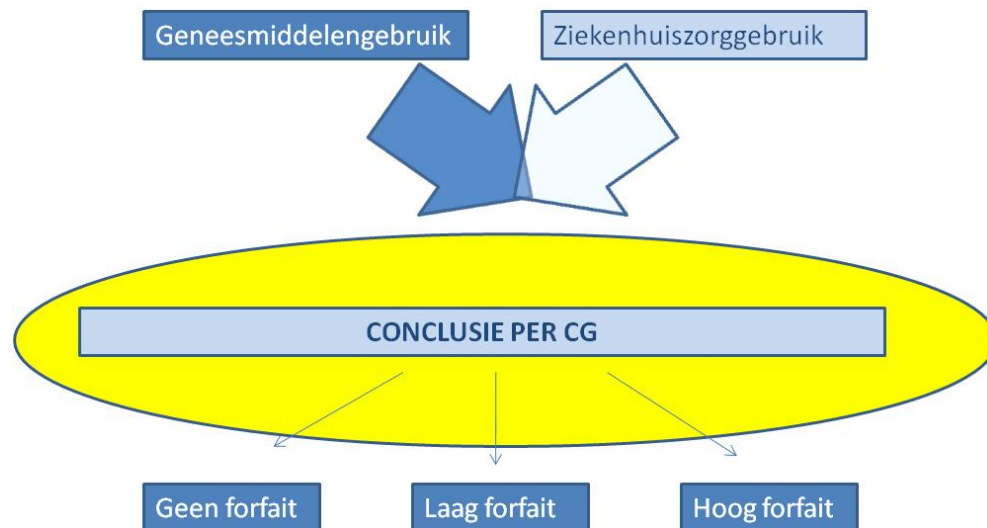 Geneesmiddelengebruik
Ziekenhuiszorggebruik
CONCLUSIE PER CG
Geen forfait
Laag forfait
Hoog forfait